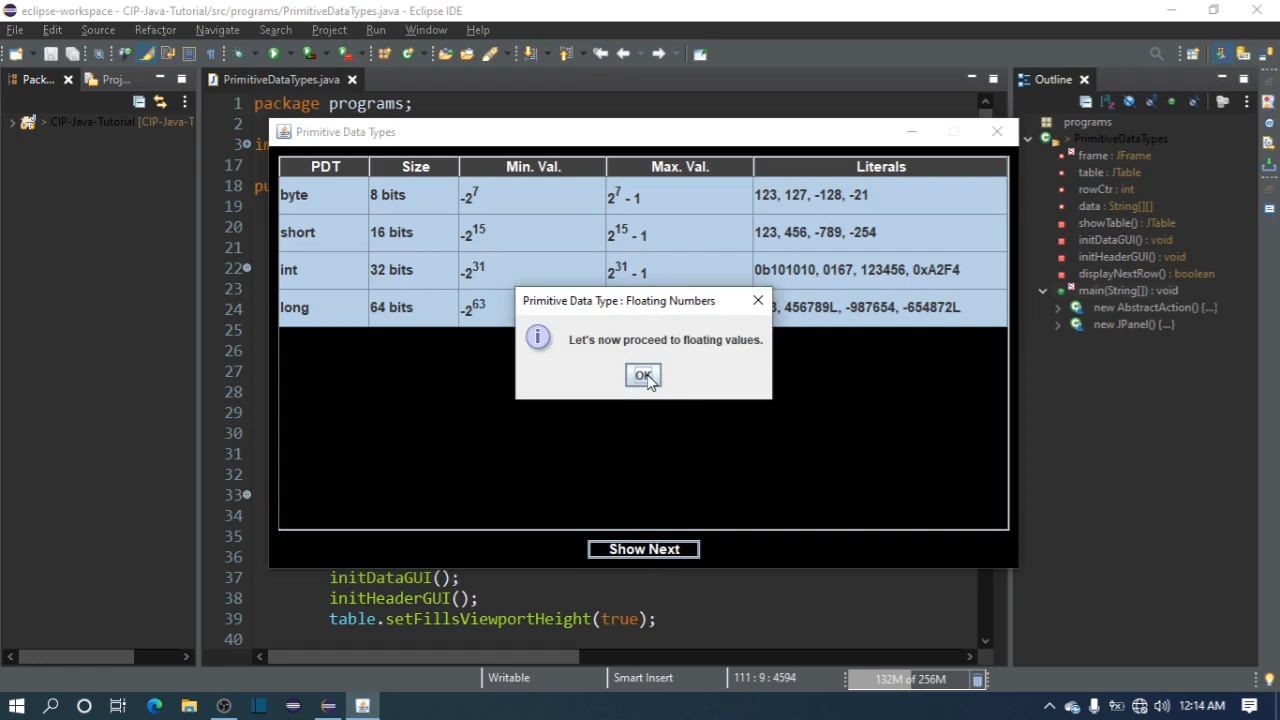 eclipse-workspace - CIP-Java-Tutorial/src/programs/PrimitiveDataTypes.java - Eclipse IDE
File Edit Source Refactor Navigate Search Project Run Window Help
Pack... Proj... PrimitiveDataTypes.java Outline
1 package programs;
2
3
17
18
19
20
21
22
23
24
25
26
27
28
29
30
31
32
33
34
35
36
37 initDataGUI();
38 initHeaderGUI();
39 table.setFillsViewportHeight(true);
40
> CIP-Java-Tutorial [CIP-Java-T
Primitive Data Types
PDT Size Min. Val. Max. Val. Literals
byte 8 bits -2^7 2^7 - 1 123, 127, -128, -21
short 16 bits -2^15 2^15 - 1 123, 456, -789, -254
int 32 bits -2^31 2^31 - 1 0b101010, 0167, 123456, 0xA2F4
long 64 bits -2^63 456789L, -987654, -654872L
Primitive Data Type : Floating Numbers
Let's now proceed to floating values.
OK
Show Next
programs
> PrimitiveDataTypes
frame : JFrame
table : JTable
rowCtr : int
data : String[][]
showTable() : JTable
initDataGUI() : void
initHeaderGUI() : void
displayNextRow() : boolean
main(String[]) : void
new AbstractAction() {...}
new JPanel() {...}
Writable Smart Insert 111 : 9 : 4594 132M of 256M
12:14 AM